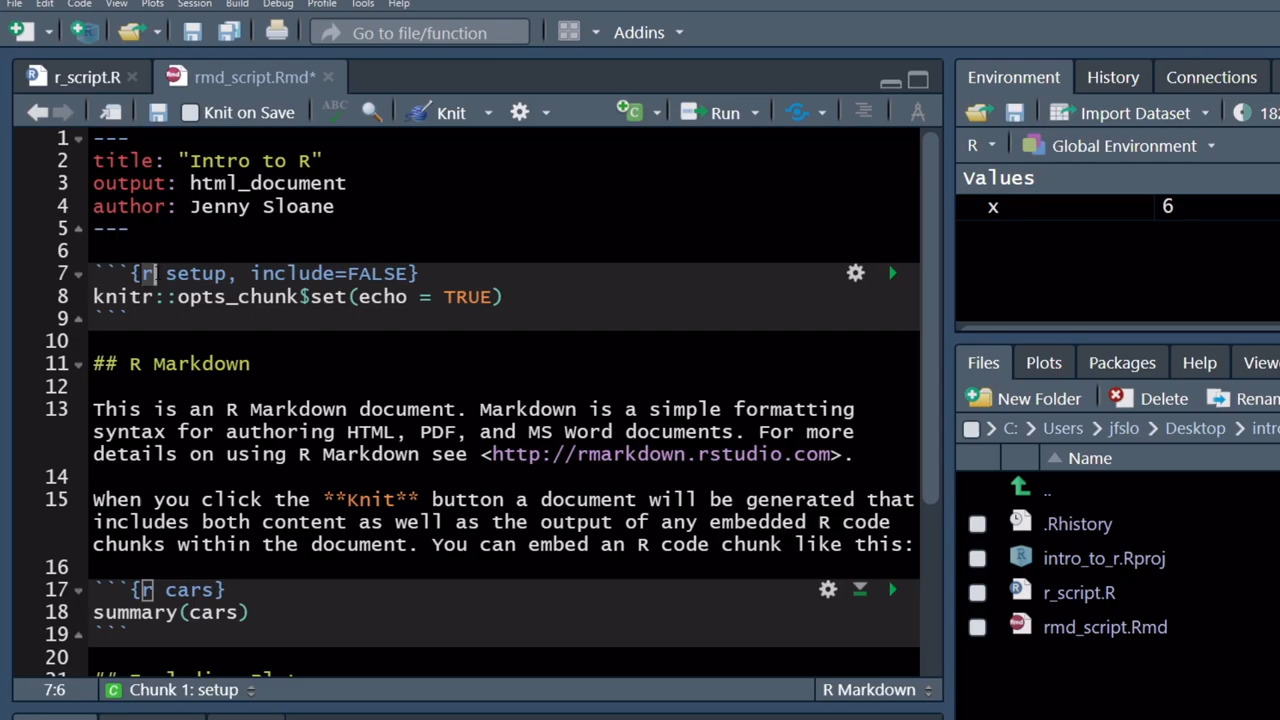 File Edit Code View Plots Session Build Debug Profile Tools Help
Go to file/function Addins
r_script.R rmd_script.Rmd*
Knit on Save ABC Knit Run
1 ---
2 title: "Intro to R"
3 output: html_document
4 author: Jenny Sloane
5 ---
6
7 ```{r setup, include=FALSE}
8 knitr::opts_chunk$set(echo = TRUE)
9 ```
10
11 ## R Markdown
12
13 This is an R Markdown document. Markdown is a simple formatting
syntax for authoring HTML, PDF, and MS Word documents. For more
details on using R Markdown see <http://rmarkdown.rstudio.com>.
14
15 When you click the **Knit** button a document will be generated that
includes both content as well as the output of any embedded R code
chunks within the document. You can embed an R code chunk like this:
16
17 ```{r cars}
18 summary(cars)
19 ```
20
7:6 Chunk 1: setup R Markdown
Environment History Connections
Import Dataset 182
R Global Environment
Values
x 6
Files Plots Packages Help View
New Folder Delete Renam
C: Users jfslo Desktop intr
Name
..
.Rhistory
intro_to_r.Rproj
r_script.R
rmd_script.Rmd